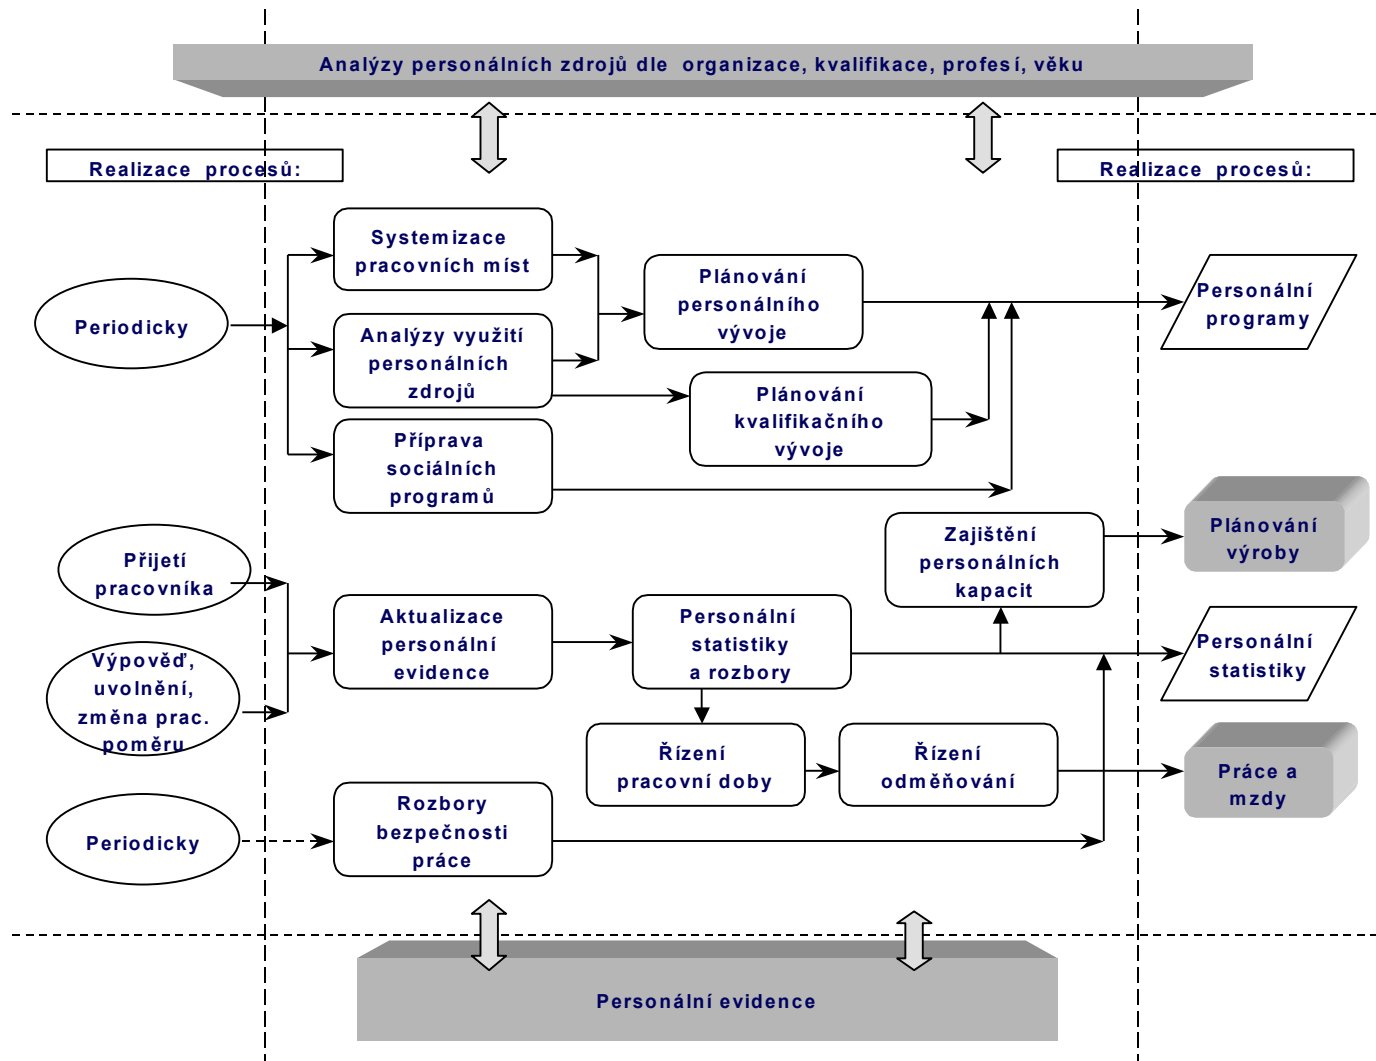 Analýzy personálních zdrojů dle organizace, kvalifikace, profesí, věku
Realizace procesů:
Realizace procesů:
Periodicky
Systemizace
pracovních míst
Analýzy využití
personálních
zdrojů
Příprava
sociálních
programů
Plánování
personálního
vývoje
Plánování
kvalifikačního
vývoje
Personální
programy
Přijetí
pracovníka
Výpověď,
uvolnění,
změna prac.
poměru
Aktualizace
personální
evidence
Personální
statistiky
a rozbory
Zajištění
personálních
kapacit
Plánování
výroby
Personální
statistiky
Řízení
pracovní doby
Řízení
odměňování
Práce a
mzdy
Periodicky
Rozbory
bezpečnosti
práce
Personální evidence